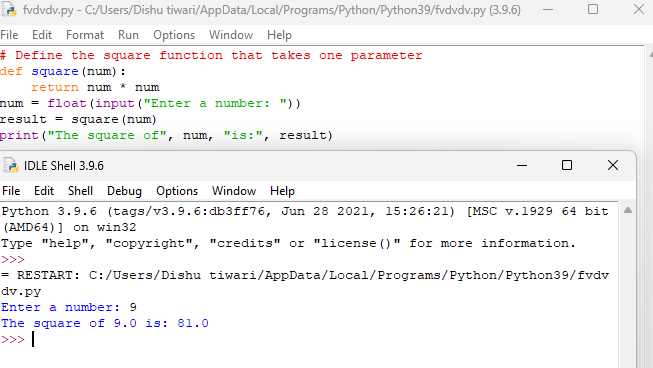 fvdvdv.py - C:/Users/Dishu tiwari/AppData/Local/Programs/Python/Python39/fvdvdv.py (3.9.6)
File Edit Format Run Options Window Help
# Define the square function that takes one parameter
def square(num):
    return num * num
num = float(input("Enter a number: "))
result = square(num)
print("The square of", num, "is:", result)
IDLE Shell 3.9.6
File Edit Shell Debug Options Window Help
Python 3.9.6 (tags/v3.9.6:db3ff76, Jun 28 2021, 15:26:21) [MSC v.1929 64 bit
(AMD64)] on win32
Type "help", "copyright", "credits" or "license()" for more information.
>>>
= RESTART: C:/Users/Dishu tiwari/AppData/Local/Programs/Python/Python39/fvdv
dv.py
Enter a number: 9
The square of 9.0 is: 81.0
>>>